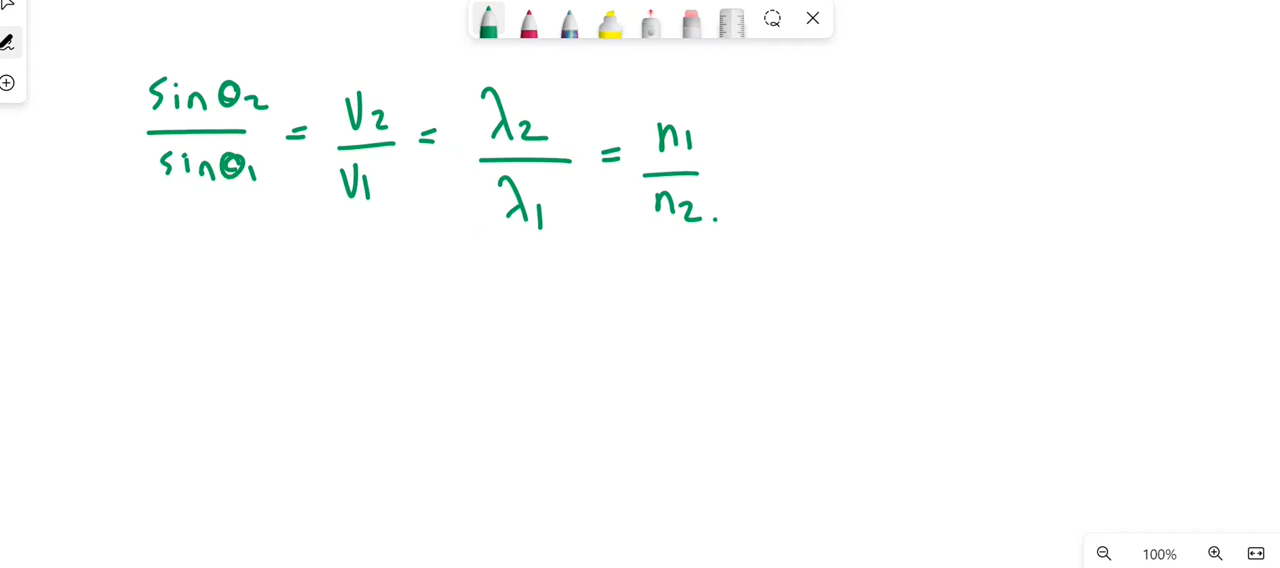 sinθ2/sinθ1 = V2/V1 = λ2/λ1 = n1/n2.
100%